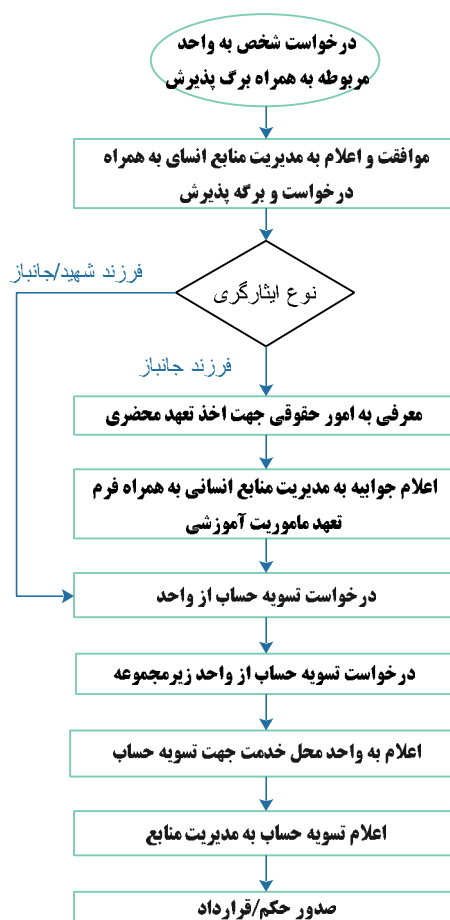 درخواست شخص به واحد
مربوطه به همراه برگ پذیرش
موافقت و اعلام به مدیریت منابع انسای به همراه
درخواست و برگه پذیرش
نوع ایثارگری
فرزند شهید/جانباز
فرزند جانباز
معرفی به امور حقوقی جهت اخذ تعهد محضری
اعلام جوابیه به مدیریت منابع انسانی به همراه فرم
تعهد ماموریت آموزشی
درخواست تسویه حساب از واحد
درخواست تسویه حساب از واحد زیرمجموعه
اعلام به واحد محل خدمت جهت تسویه حساب
اعلام تسویه حساب به مدیریت منابع
صدور حکم/قرارداد